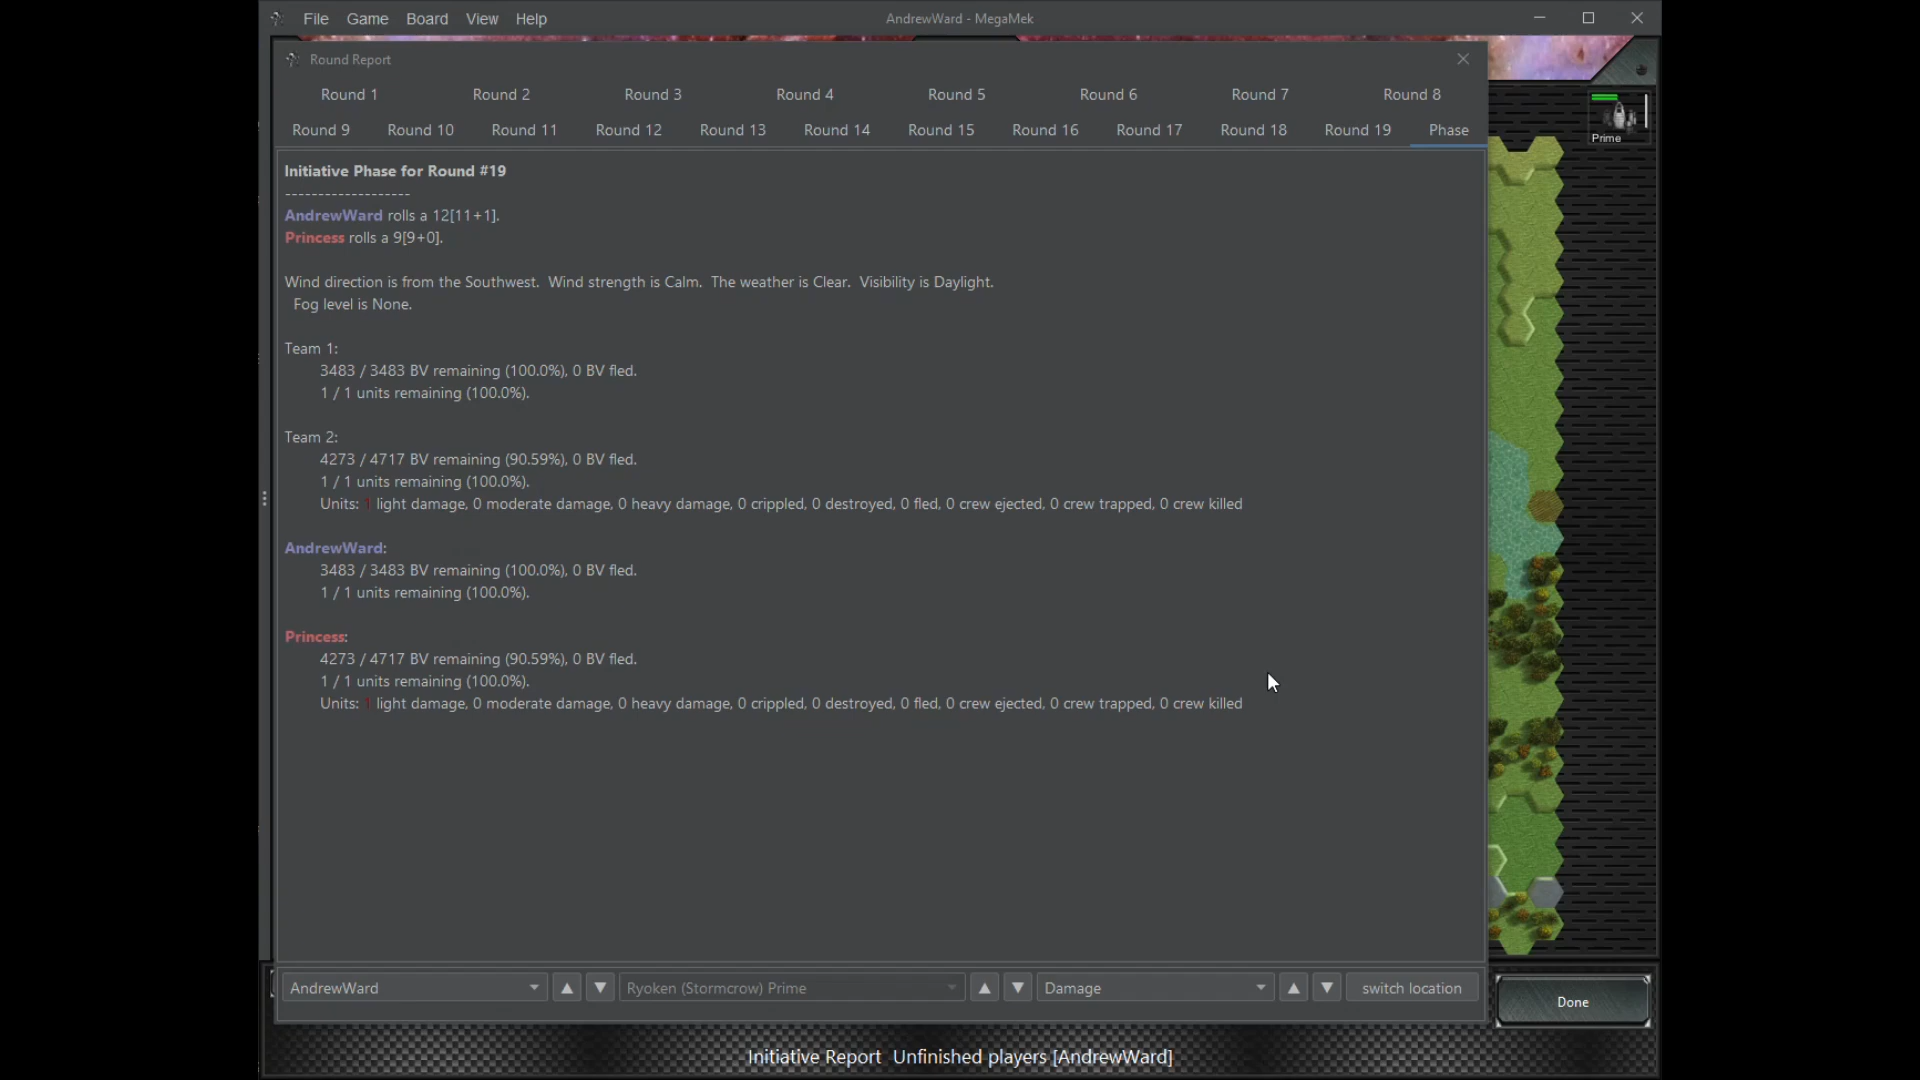 File Game Board View Help AndrewWard - MegaMek
Round Report
Round 1 Round 2 Round 3 Round 4 Round 5 Round 6 Round 7 Round 8
Round 9 Round 10 Round 11 Round 12 Round 13 Round 14 Round 15 Round 16 Round 17 Round 18 Round 19 Phase
Prime
Initiative Phase for Round #19
-------------------
AndrewWard rolls a 12[11+1].
Princess rolls a 9[9+0].
Wind direction is from the Southwest. Wind strength is Calm. The weather is Clear. Visibility is Daylight.
Fog level is None.
Team 1:
3483 / 3483 BV remaining (100.0%), 0 BV fled.
1 / 1 units remaining (100.0%).
Team 2:
4273 / 4717 BV remaining (90.59%), 0 BV fled.
1 / 1 units remaining (100.0%).
Units: 1 light damage, 0 moderate damage, 0 heavy damage, 0 crippled, 0 destroyed, 0 fled, 0 crew ejected, 0 crew trapped, 0 crew killed
AndrewWard:
3483 / 3483 BV remaining (100.0%), 0 BV fled.
1 / 1 units remaining (100.0%).
Princess:
4273 / 4717 BV remaining (90.59%), 0 BV fled.
1 / 1 units remaining (100.0%).
Units: 1 light damage, 0 moderate damage, 0 heavy damage, 0 crippled, 0 destroyed, 0 fled, 0 crew ejected, 0 crew trapped, 0 crew killed
AndrewWard Ryoken (Stormcrow) Prime Damage switch location
Done
Initiative Report Unfinished players [AndrewWard]